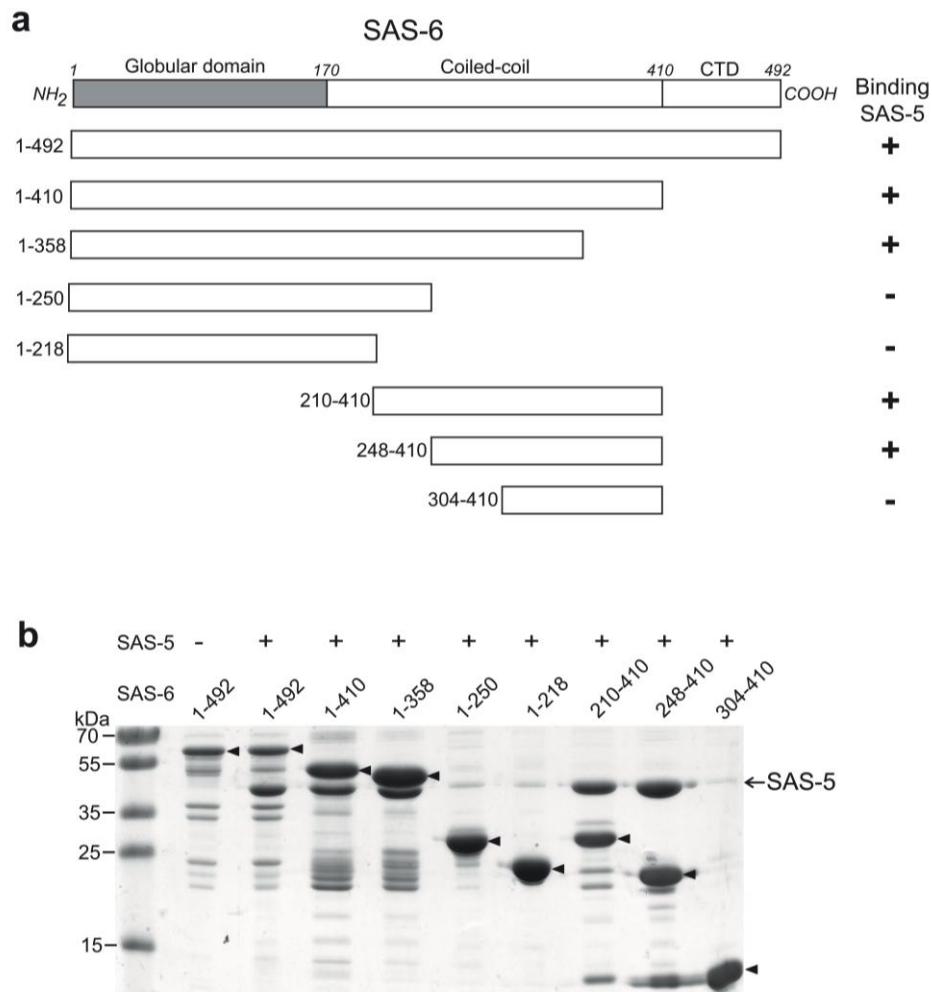 a
SAS-6
1 Globular domain 170 Coiled-coil 410 CTD 492
NH2 COOH
Binding
SAS-5
1-492 +
1-410 +
1-358 +
1-250 -
1-218 -
210-410 +
248-410 +
304-410 -
b
SAS-5 - + + + + + + + +
SAS-6 1-492 1-492 1-410 1-358 1-250 1-218 210-410 248-410 304-410
kDa
70
55
←SAS-5
35
25
15